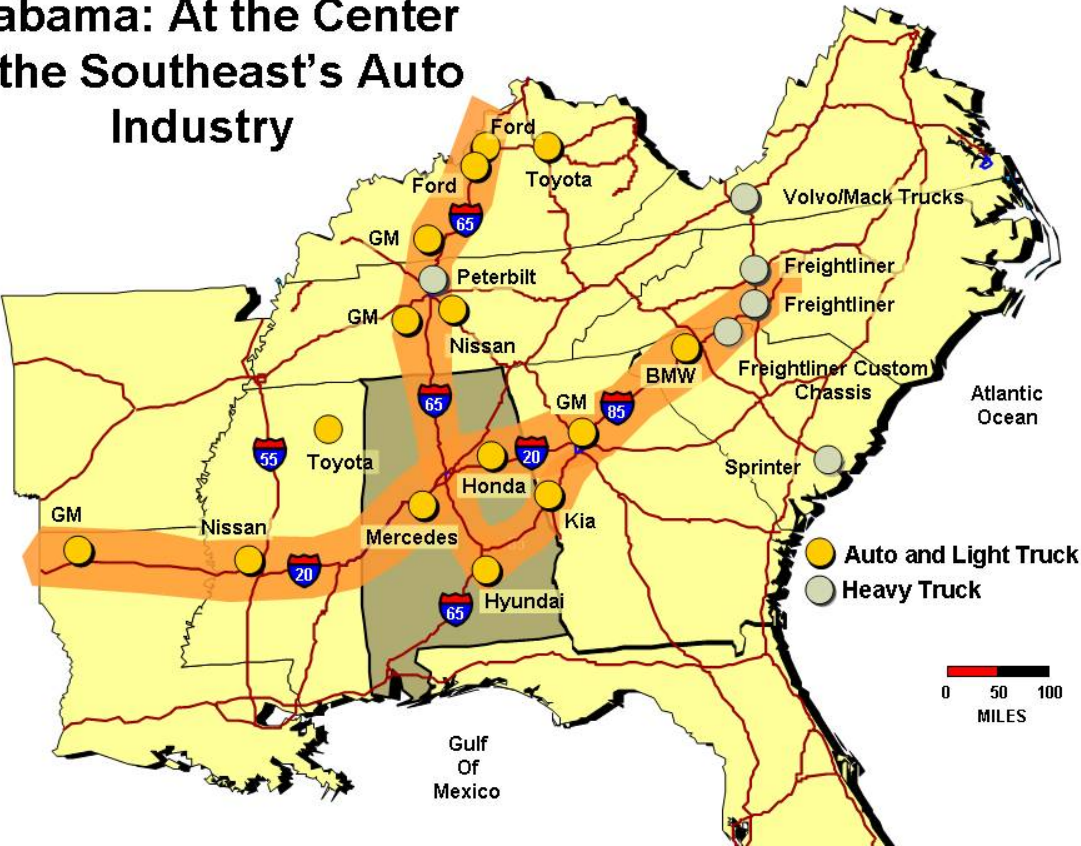 abama: At the Center
the Southeast's Auto
Industry
Ford
Ford
Toyota
65
Volvo/Mack Trucks
GM
Peterbilt
Freightliner
Freightliner
GM
Nissan
BMW
Freightliner Custom
Chassis
65
GM
85
Atlantic
Ocean
55
Toyota
20
Honda
Sprinter
GM
Nissan
Mercedes
Kia
20
Auto and Light Truck
Heavy Truck
65
Hyundai
0 50 100
MILES
Gulf
Of
Mexico